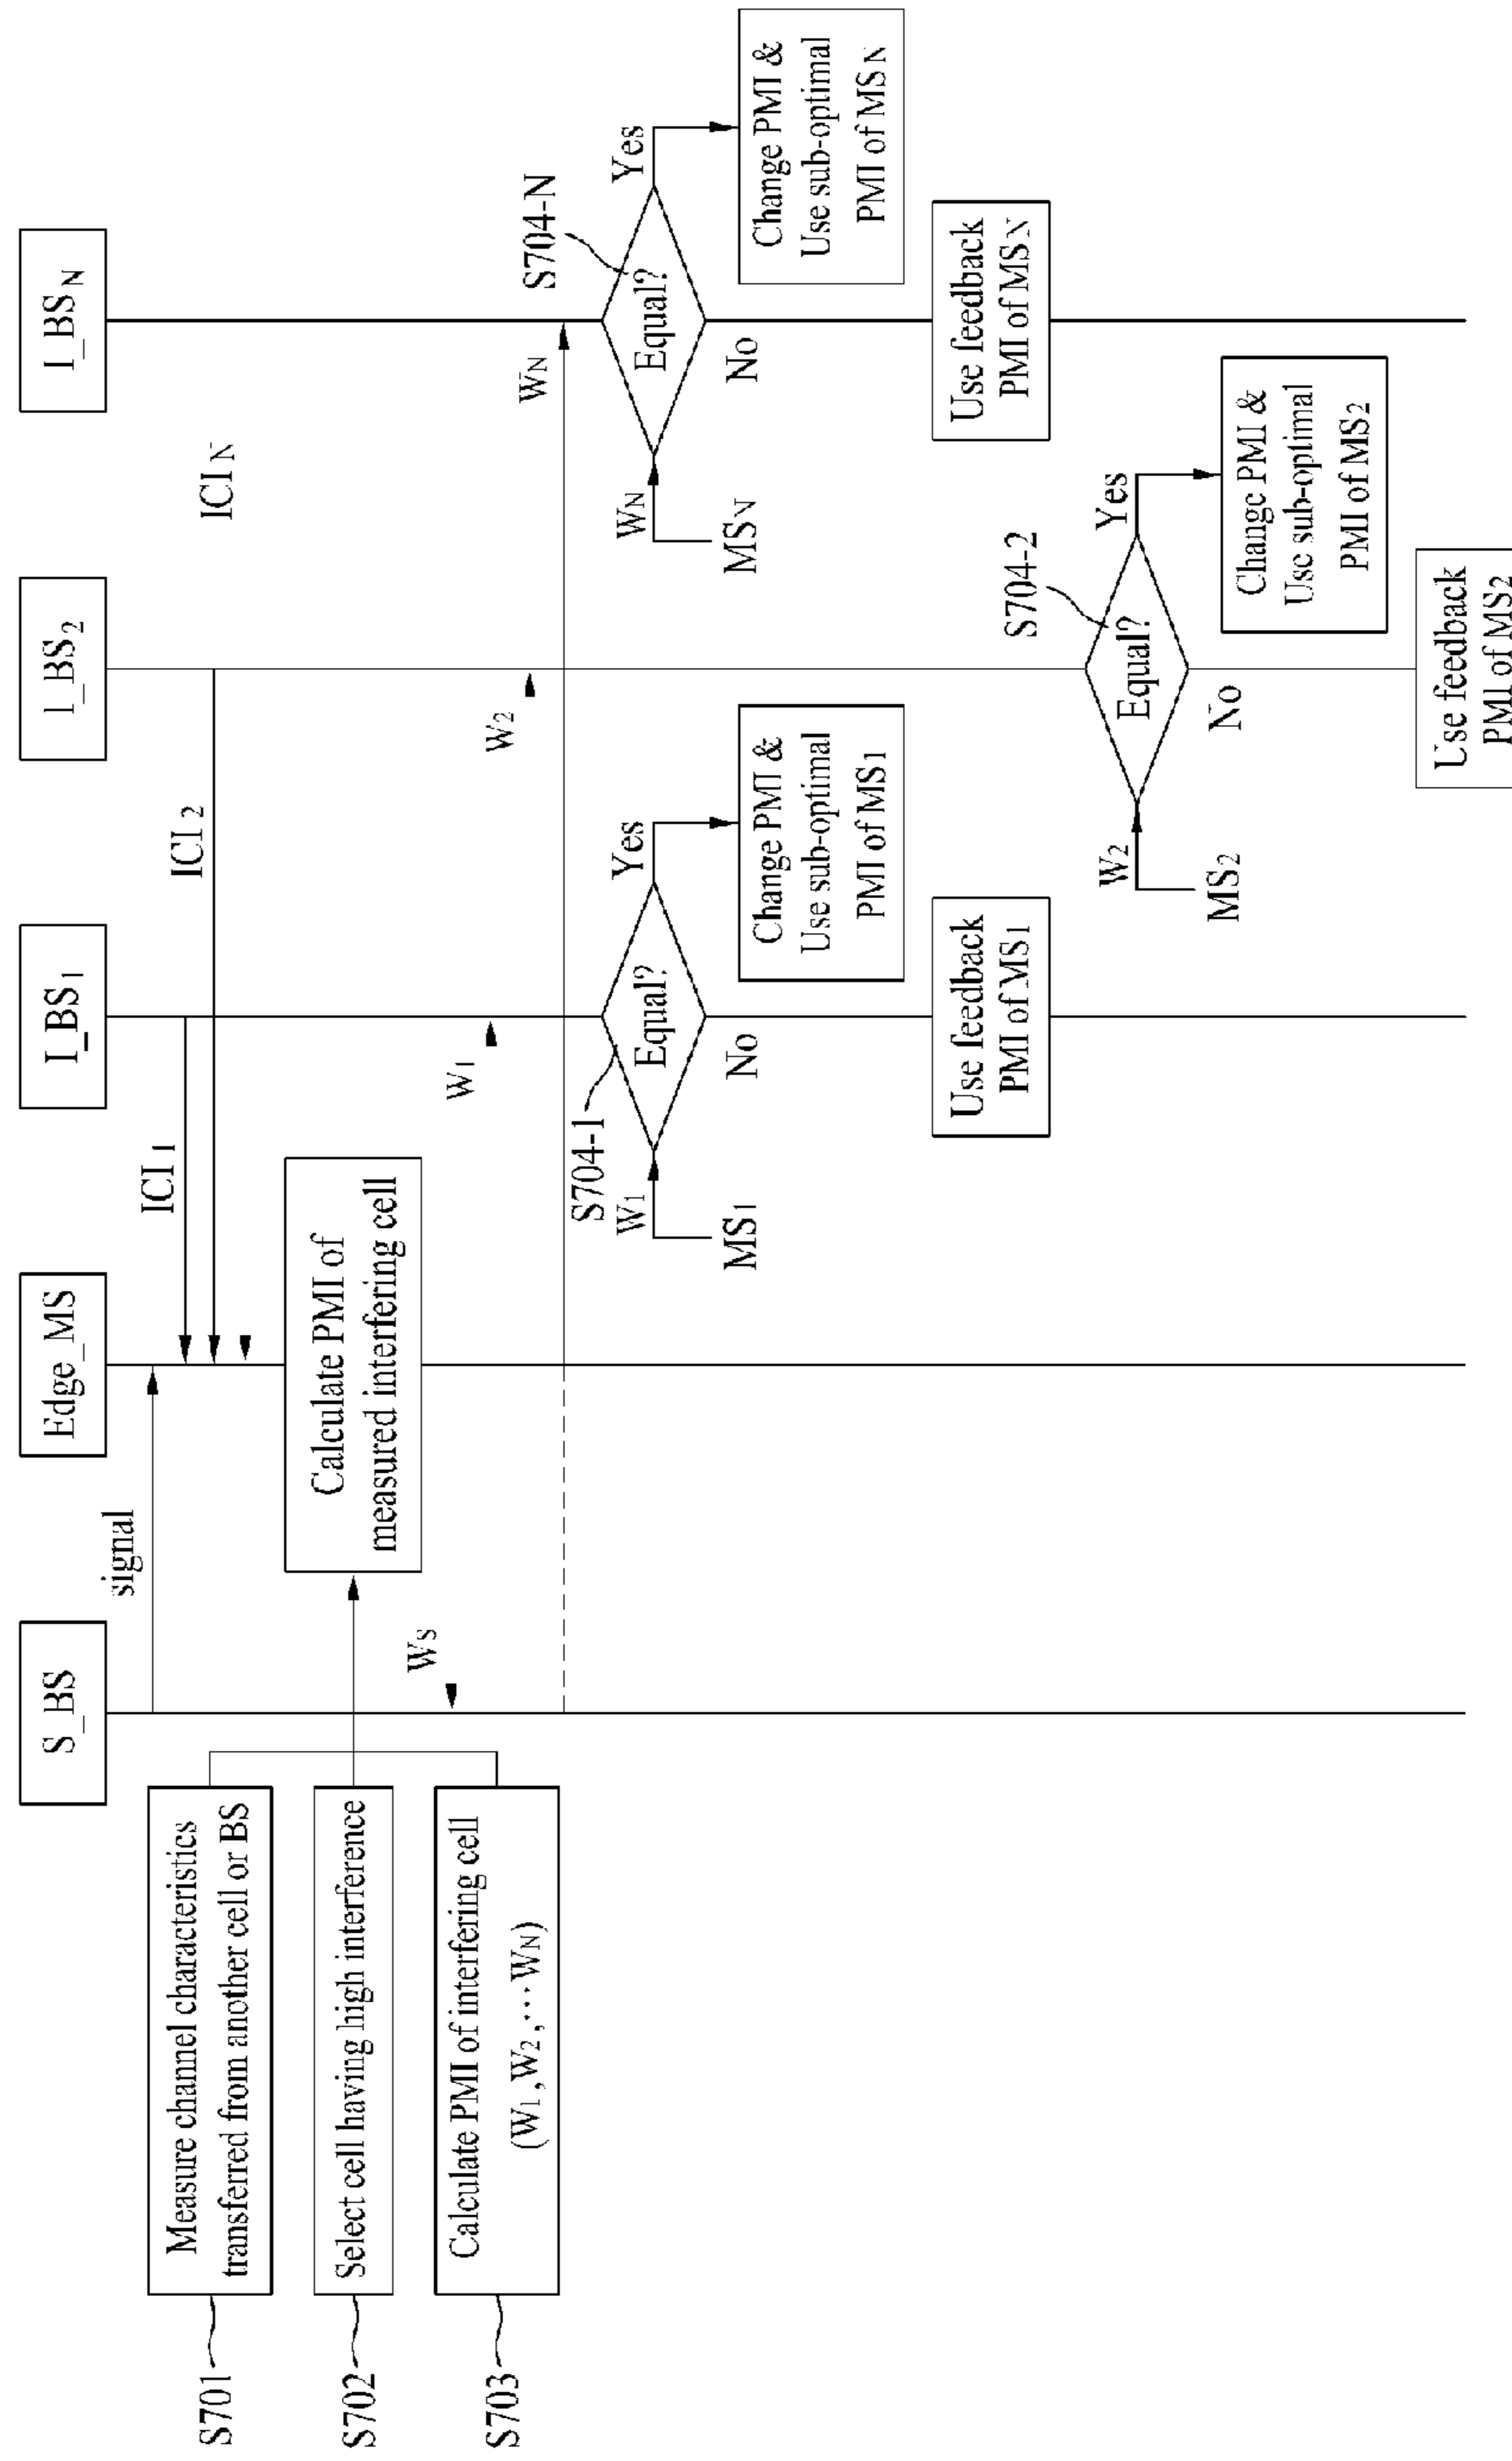 S_BS
Edge_MS
I_BS1
I_BS2
I_BSN
signal
ICI 1
ICI 2
ICI N
S701
Measure channel characteristics
transferred from another cell or BS
S702
Select cell having high interference
S703
Calculate PMI of interfering cell
(W1,W2,···WN)
Calculate PMI of
measured interfering cell
WS
W1
W2
WN
S704-1
W1
MS1
Equal?
Yes
No
Change PMI &
Use sub-optimal
PMI of MS1
Use feedback
PMI of MS1
S704-N
WN
MSN
Equal?
Yes
No
Change PMI &
Use sub-optimal
PMI of MSN
Use feedback
PMI of MSN
S704-2
W2
MS2
Equal?
Yes
No
Change PMI &
Use sub-optimal
PMI of MS2
Use feedback
PMI of MS2